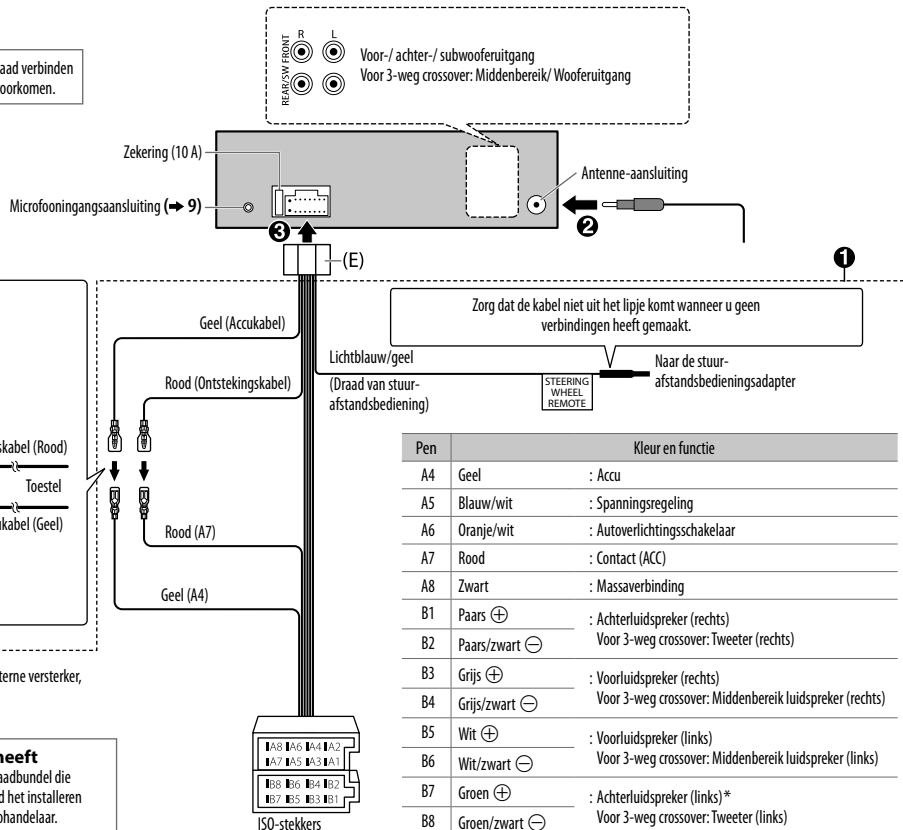 R L
REAR/SW FRONT
Voor-/ achter-/ subwooferuitgang
Voor 3-weg crossover: Middenbereik/ Wooferuitgang
aad verbinden
oorkomen.
Zekering (10 A)
Antenne-aansluiting
Microfooningangsaansluiting (➜ 9)
3
2
(E)
1
Zorg dat de kabel niet uit het lipje komt wanneer u geen
verbindingen heeft gemaakt.
Geel (Accukabel)
Lichtblauw/geel
(Draad van stuur-
afstandsbediening)
Rood (Ontstekingskabel)
STEERING
WHEEL
REMOTE
Naar de stuur-
afstandsbedieningsadapter
skabel (Rood)
Toestel
ukabel (Geel)
Rood (A7)
Geel (A4)
Pen Kleur en functie
A4 Geel : Accu
A5 Blauw/wit : Spanningsregeling
A6 Oranje/wit : Autoverlichtingsschakelaar
A7 Rood : Contact (ACC)
A8 Zwart : Massaverbinding
B1 Paars ⊕ : Achterluidspreker (rechts)
B2 Paars/zwart ⊖ Voor 3-weg crossover: Tweeter (rechts)
B3 Grijs ⊕ : Voorluidspreker (rechts)
B4 Grijs/zwart ⊖ Voor 3-weg crossover: Middenbereik luidspreker (rechts)
B5 Wit ⊕ : Voorluidspreker (links)
B6 Wit/zwart ⊖ Voor 3-weg crossover: Middenbereik luidspreker (links)
B7 Groen ⊕ : Achterluidspreker (links)*
B8 Groen/zwart ⊖ Voor 3-weg crossover: Tweeter (links)
terne versterker,
heeft
aadbundel die
d het installeren
ohandelaar.
A8 A6 A4 A2
A7 A5 A3 A1
B8 B6 B4 B2
B7 B5 B3 B1
ISO-stekkers